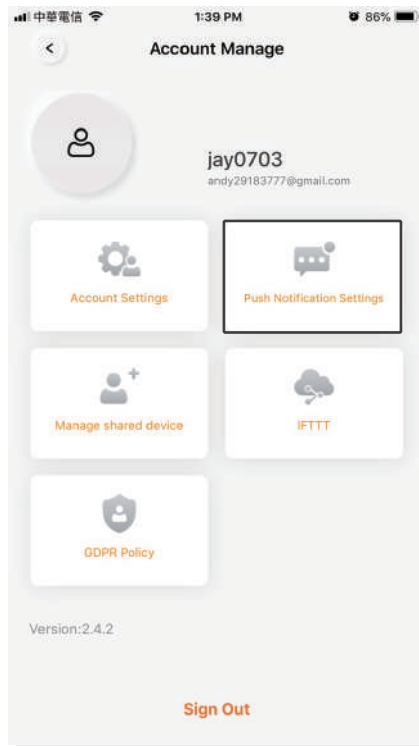 中華電信 1:39 PM 86%
Account Manage
jay0703
andy29183777@gmail.com
Account Settings Push Notification Settings
Manage shared device IFTTT
GDPR Policy
Version:2.4.2
Sign Out